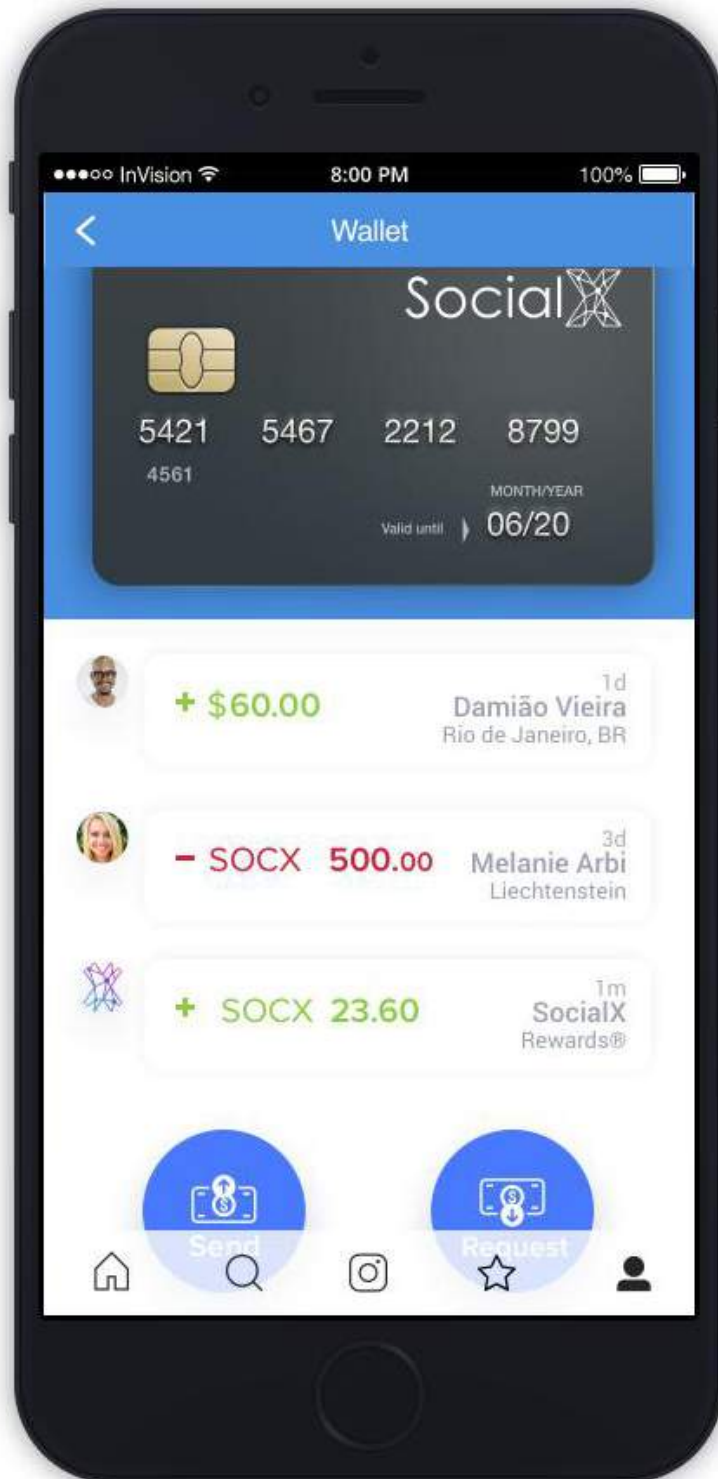 InVision 8:00 PM 100%
Wallet
SocialX
5421 5467 2212 8799
4561
MONTH/YEAR
Valid until 06/20
1d
+ $60.00 Damião Vieira
Rio de Janeiro, BR
3d
- SOCX 500.00 Melanie Arbi
Liechtenstein
1m
+ SOCX 23.60 SocialX
Rewards®
Send Request